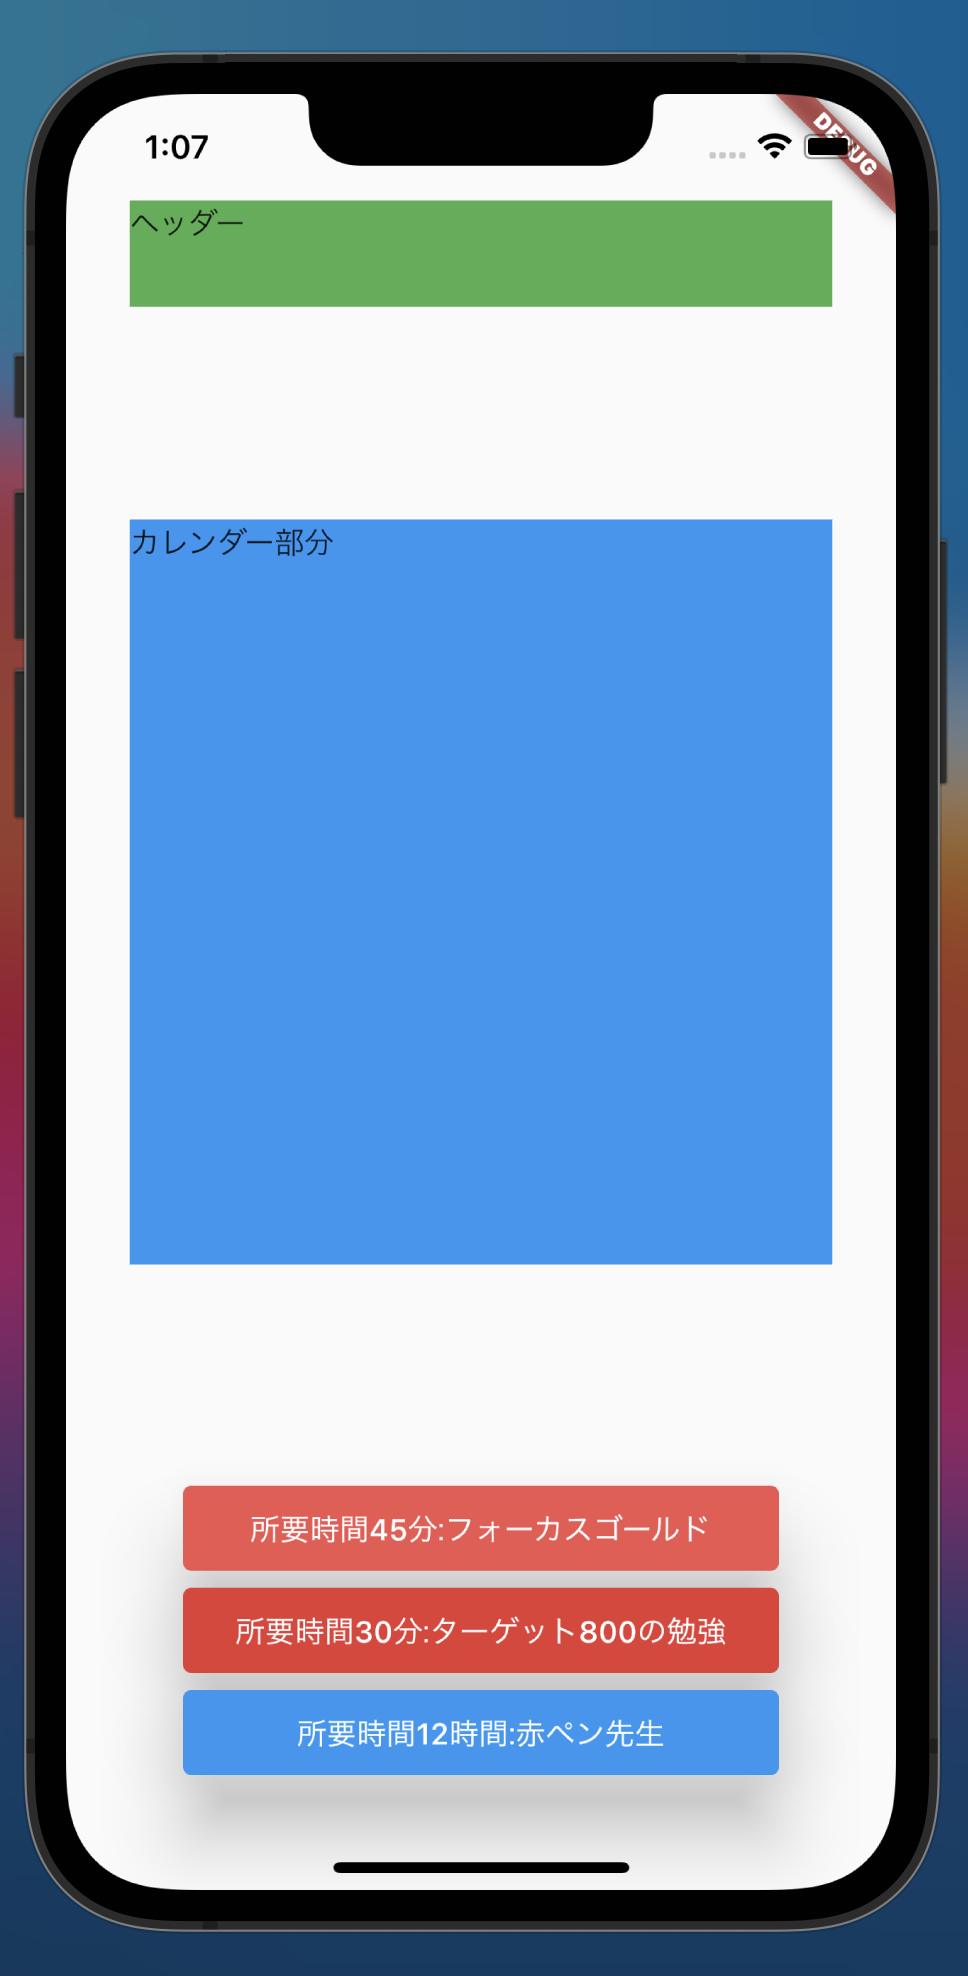 1:07
DEBUG
ヘッダー
カレンダー部分
所要時間45分:フォーカスゴールド
所要時間30分:ターゲット800の勉強
所要時間12時間:赤ペン先生